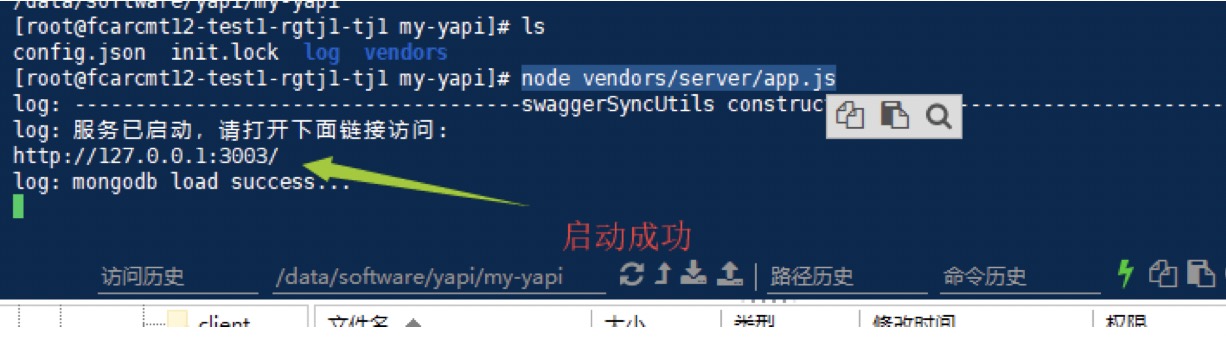 /data/software/yapi/my-yapi
[root@fcarcmt12-test1-rgtj1-tj1 my-yapi]# ls
config.json init.lock log vendors
[root@fcarcmt12-test1-rgtj1-tj1 my-yapi]# node vendors/server/app.js
log: -------------------------------------swaggerSyncUtils construc
log: 服务已启动，请打开下面链接访问:
http://127.0.0.1:3003/
log: mongodb load success...
启动成功
访问历史 /data/software/yapi/my-yapi 路径历史 命令历史
client 文件名 大小 类型 修改时间 权限